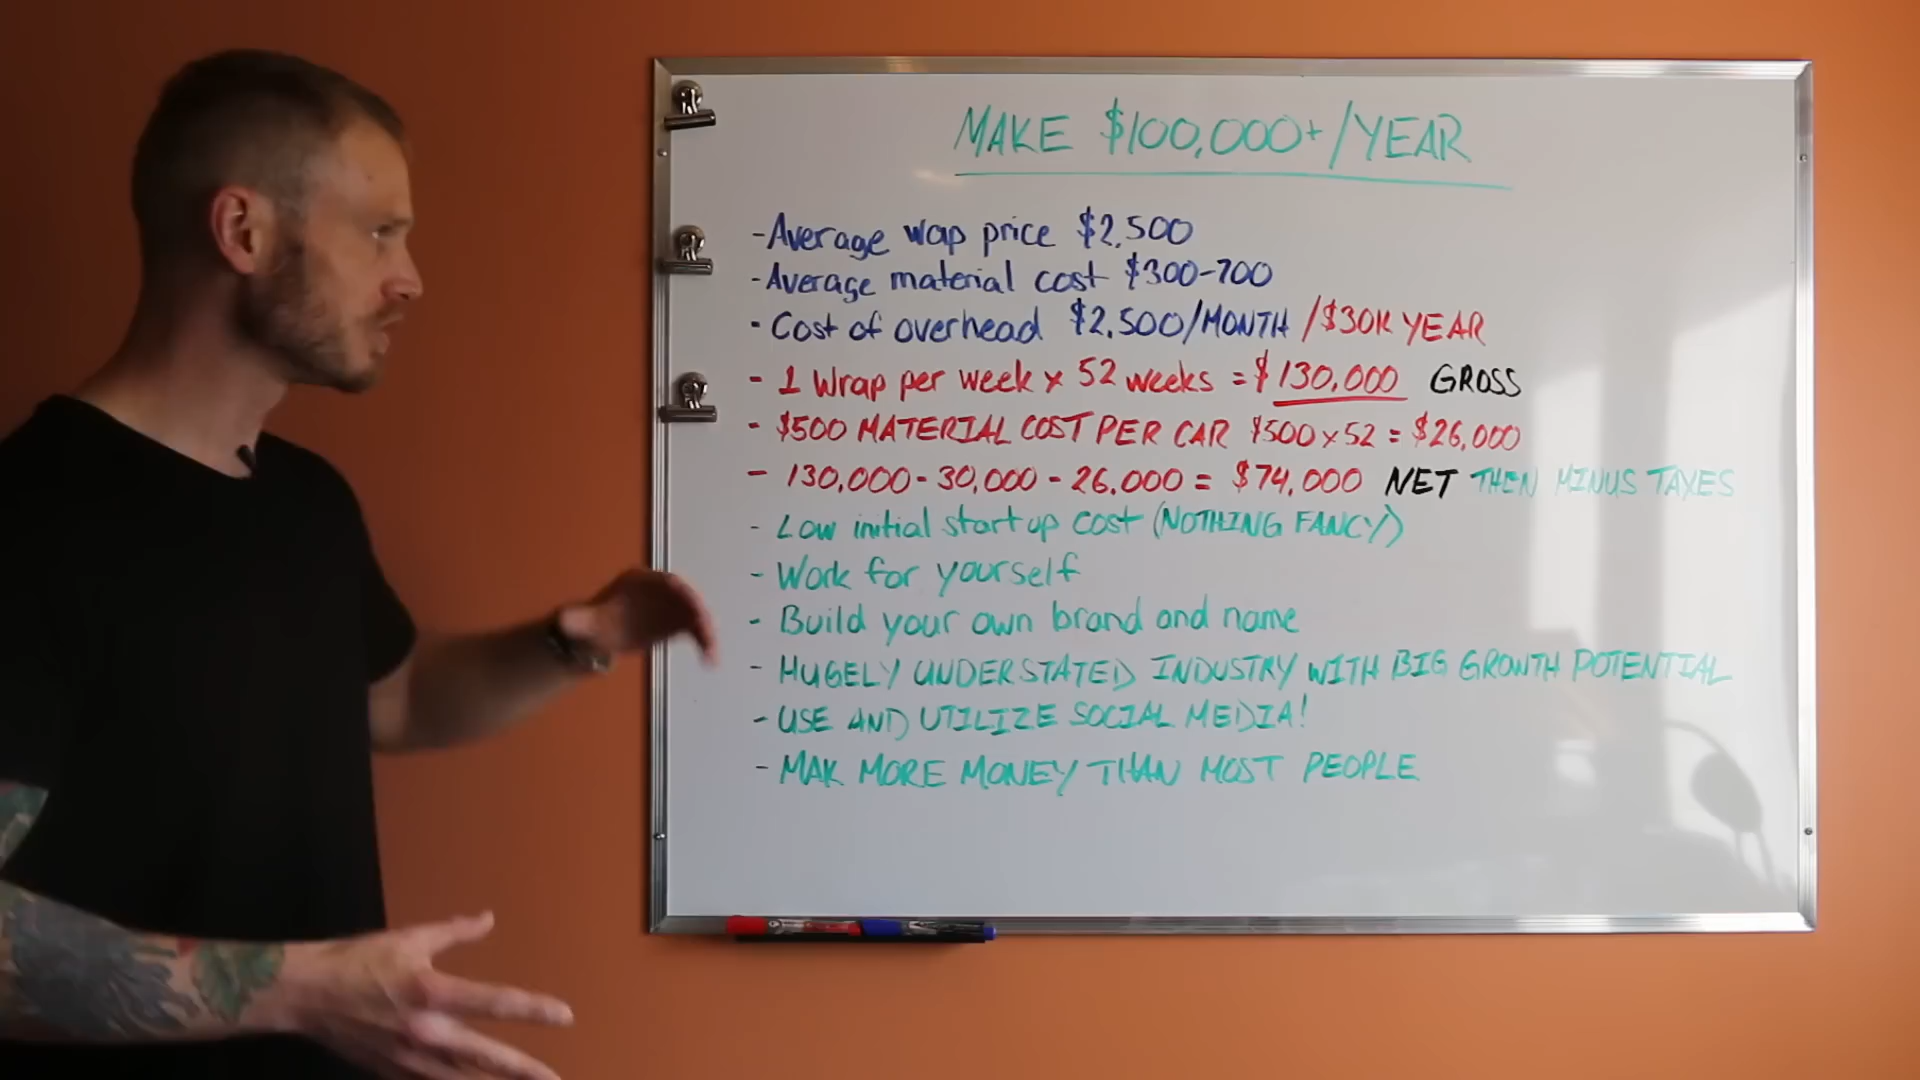 MAKE $100,000+/YEAR
-Average wap price $2,500
-Average material cost $300-700
- Cost of overhead $2,500/MONTH /$30K YEAR
- 1 Wrap per week x 52 weeks = $130,000 GROSS
- $500 MATERIAL COST PER CAR $500 x 52 = $26,000
- 130,000 - 30,000 - 26,000 = $74,000 NET THEN MINUS TAXES
- Low initial start up cost (NOTHING FANCY)
- Work for yourself
- Build your own brand and name
- HUGELY UNDERSTATED INDUSTRY WITH BIG GROWTH POTENTIAL
- USE AND UTILIZE SOCIAL MEDIA!
- MAK MORE MONEY THAN MOST PEOPLE